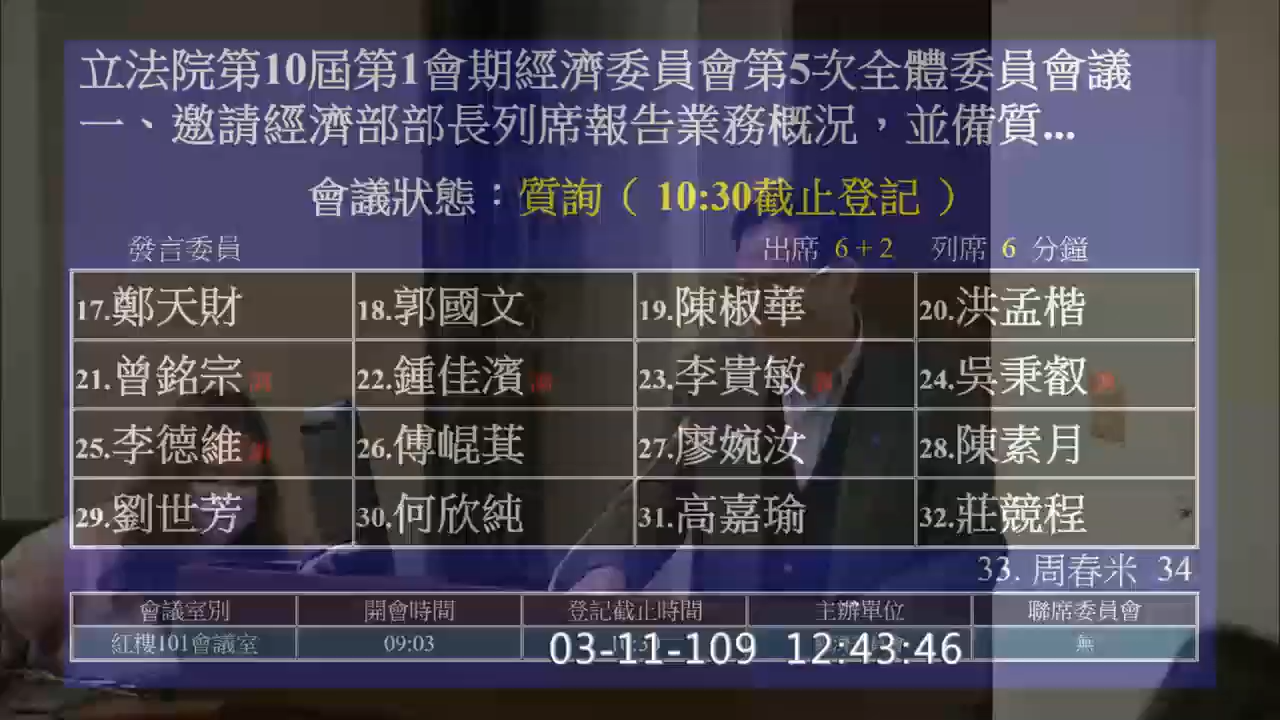 立法院第10屆第1會期經濟委員會第5次全體委員會議
一、邀請經濟部部長列席報告業務概況，並備質...
會議狀態：質詢（ 10:30截止登記 ）
發言委員 出席 6+2 列席 6 分鐘
17.鄭天財 18.郭國文 19.陳椒華 20.洪孟楷
21.曾銘宗 22.鍾佳濱 23.李貴敏 24.吳秉叡
25.李德維 26.傅崐萁 27.廖婉汝 28.陳素月
29.劉世芳 30.何欣純 31.高嘉瑜 32.莊競程
33. 周春米 34
會議室別 開會時間 登記截止時間 主辦單位 聯席委員會
紅樓101會議室 09:03 無
03-11-109 12:43:46